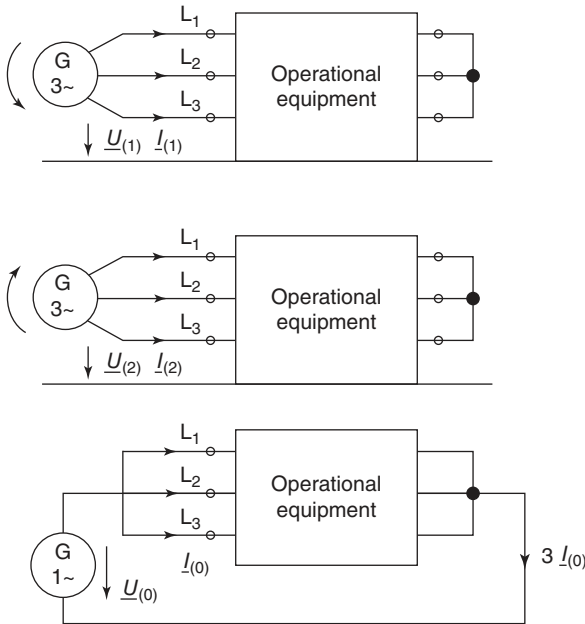 L₁
G
3~
L₂
Operational
equipment
L₃
U(1) I(1)
L₁
G
3~
L₂
Operational
equipment
L₃
U(2) I(2)
L₁
L₂
Operational
equipment
L₃
G
1~
I(0)
3 I(0)
U(0)